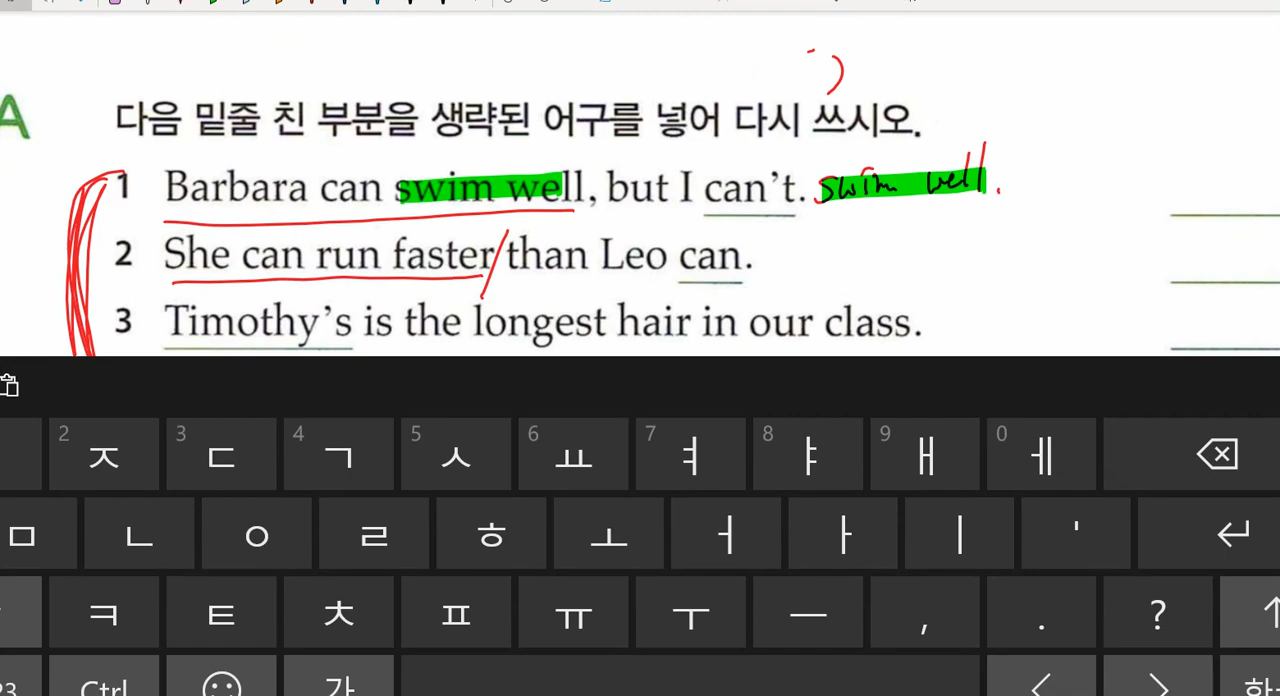 A
다음 밑줄 친 부분을 생략된 어구를 넣어 다시 쓰시오.
1 Barbara can swim well, but I can't. swim well.
2 She can run faster/than Leo can.
3 Timothy's is the longest hair in our class.
2 ㅈ 3 ㄷ 4 ㄱ 5 ㅅ 6 ㅛ 7 ㅕ 8 ㅑ 9 ㅐ 0 ㅔ
ㅁ ㄴ ㅇ ㄹ ㅎ ㅗ ㅓ ㅏ ㅣ '
ㅋ ㅌ ㅊ ㅍ ㅠ ㅜ ㅡ , . ?
Ctrl 가 < >